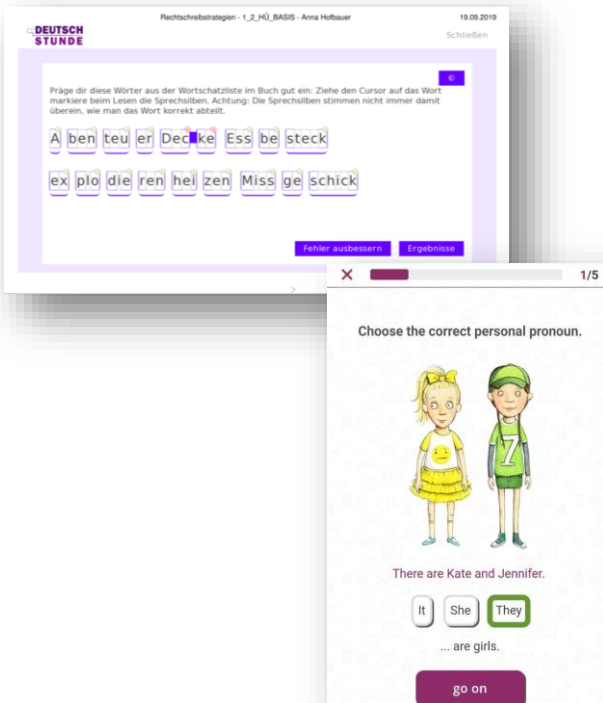 Rechtschreibstrategien - 1_2_HÜ_BASIS - Anna Hofbauer
19.09.2019
DEUTSCH
STUNDE
Schließen
©
Präge dir diese Wörter aus der Wortschatzliste im Buch gut ein: Ziehe den Cursor auf das Wort
markiere beim Lesen die Sprechsilben. Achtung: Die Sprechsilben stimmen nicht immer damit
überein, wie man das Wort korrekt abteilt.
A ben teu er Dec ke Ess be steck
ex plo die ren hei zen Miss ge schick
Fehler ausbessern Ergebnisse
>
× 1/5
Choose the correct personal pronoun.
7
There are Kate and Jennifer.
It She They
... are girls.
go on